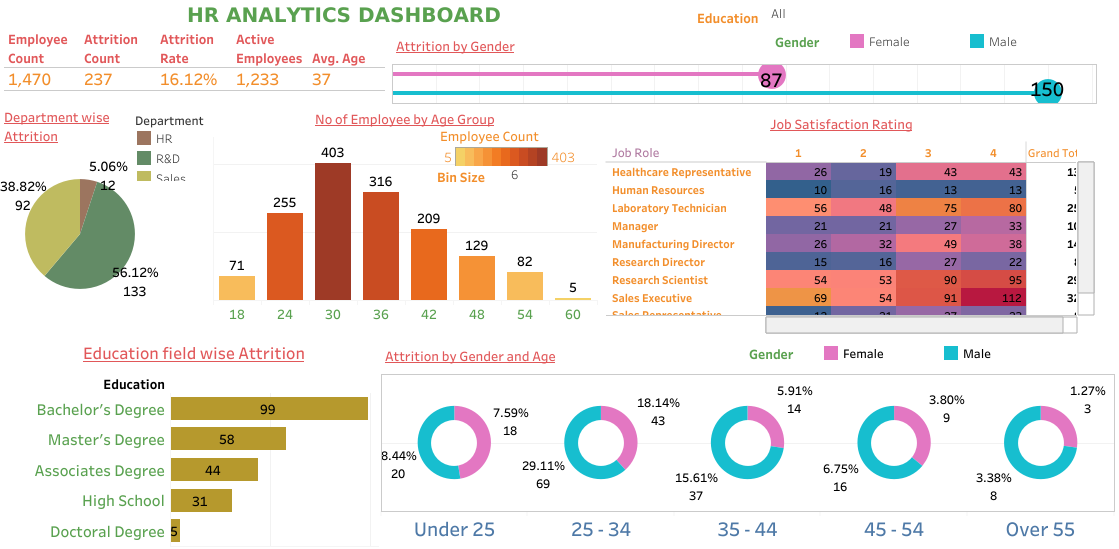 HR ANALYTICS DASHBOARD
Education
All
Gender
Female
Male
Employee Count
Attrition Count
Attrition Rate
Active Employees
Avg. Age
1,470
237
16.12%
1,233
37
Attrition by Gender
87
150
Department wise
Attrition
Department
HR
R&D
Sales
5.06%
12
38.82%
92
56.12%
133
No of Employee by Age Group
Employee Count
5
403
Bin Size
6
71
255
403
316
209
129
82
5
18 24 30 36 42 48 54 60
Job Satisfaction Rating
Job Role 1 2 3 4 Grand Tot
Healthcare Representative 26 19 43 43
Human Resources 10 16 13 13
Laboratory Technician 56 48 75 80
Manager 21 21 27 33
Manufacturing Director 26 32 49 38
Research Director 15 16 27 22
Research Scientist 54 53 90 95
Sales Executive 69 54 91 112
Sales Representative
Education field wise Attrition
Education
Bachelor's Degree 99
Master's Degree 58
Associates Degree 44
High School 31
Doctoral Degree 5
Attrition by Gender and Age
Gender
Female
Male
7.59%
18
8.44%
20
18.14%
43
29.11%
69
5.91%
14
15.61%
37
3.80%
9
6.75%
16
1.27%
3
3.38%
8
Under 25
25 - 34
35 - 44
45 - 54
Over 55